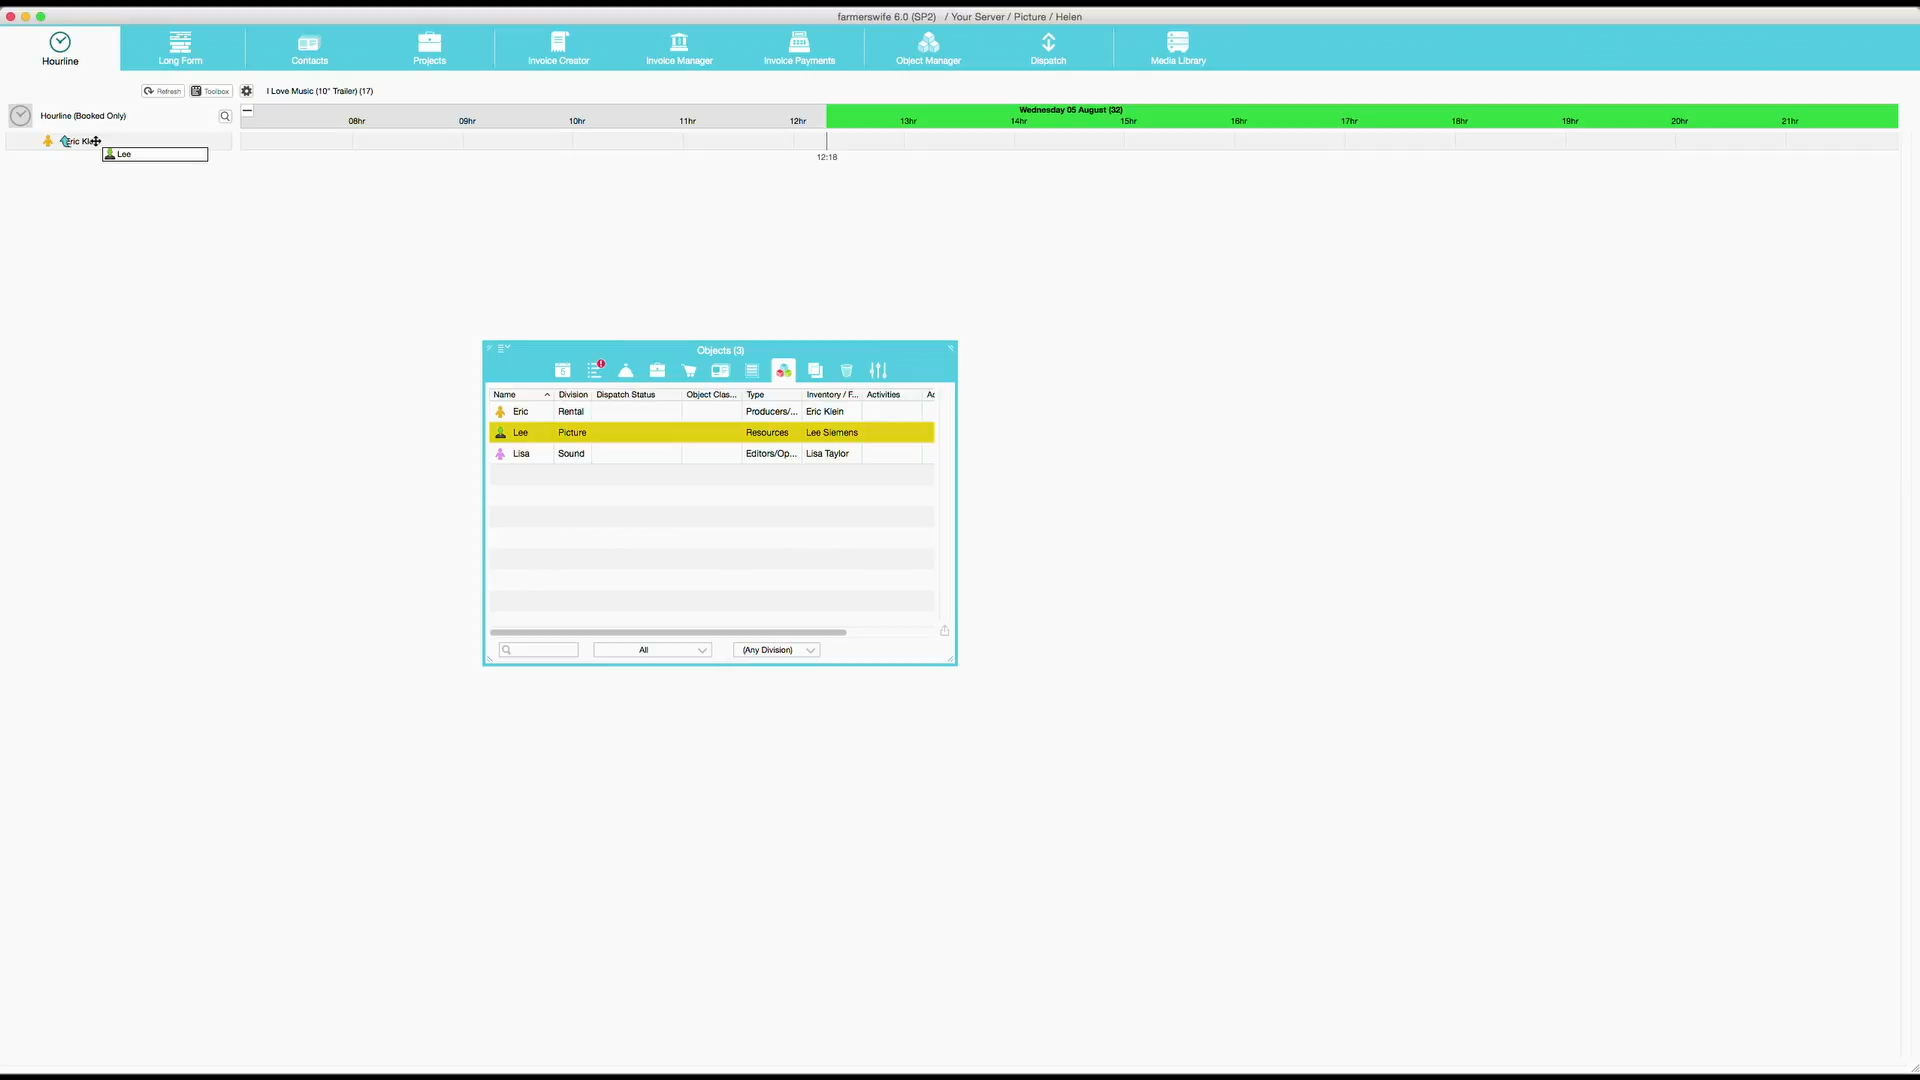 farmerswife 6.0 (SP2) / Your Server / Picture / Helen
Hourline
Long Form
Contacts
Projects
Invoice Creator
Invoice Manager
Invoice Payments
Object Manager
Dispatch
Media Library
Refresh
Toolbox
I Love Music (10" Trailer) (17)
Wednesday 05 August (32)
Hourline (Booked Only)
08hr 09hr 10hr 11hr 12hr 13hr 14hr 15hr 16hr 17hr 18hr 19hr 20hr 21hr
Lee
12:18
Objects (3)
5
Name Division Dispatch Status Object Clas... Type Inventory / F... Activities Ac
Eric Rental Producers/... Eric Klein
Lee Picture Resources Lee Siemens
Lisa Sound Editors/Op... Lisa Taylor
All (Any Division)